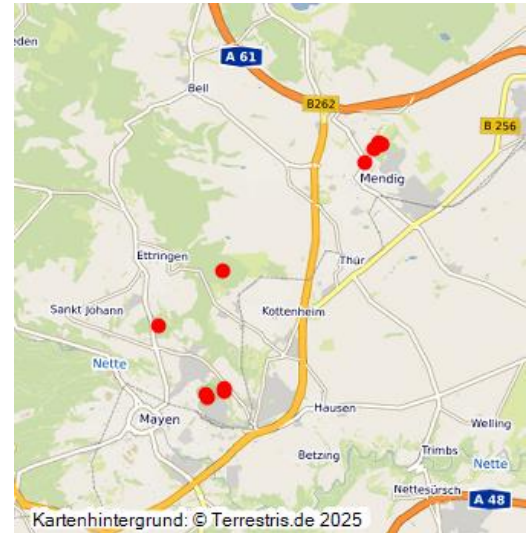 eden
A 61
Bell
B262
B 256
Mendig
Ettringen
Thür
Sankt Johann
Kottenheim
Nette
Mayen
Hausen
Welling
Betzing
Trimbs
Nette
Nettesürsch
A 48
Kartenhintergrund: © Terrestris.de 2025